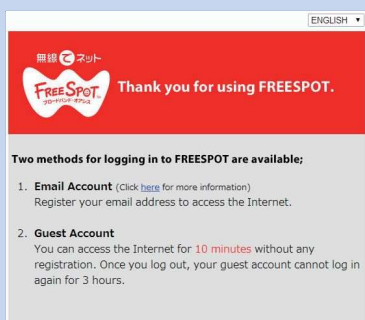 ENGLISH
無線てネット
FREESPOT
ブロードバンド・オアシス
Thank you for using FREESPOT.
Two methods for logging in to FREESPOT are available;
1. Email Account (Click here for more information)
Register your email address to access the Internet.
2. Guest Account
You can access the Internet for 10 minutes without any
registration. Once you log out, your guest account cannot log in
again for 3 hours.